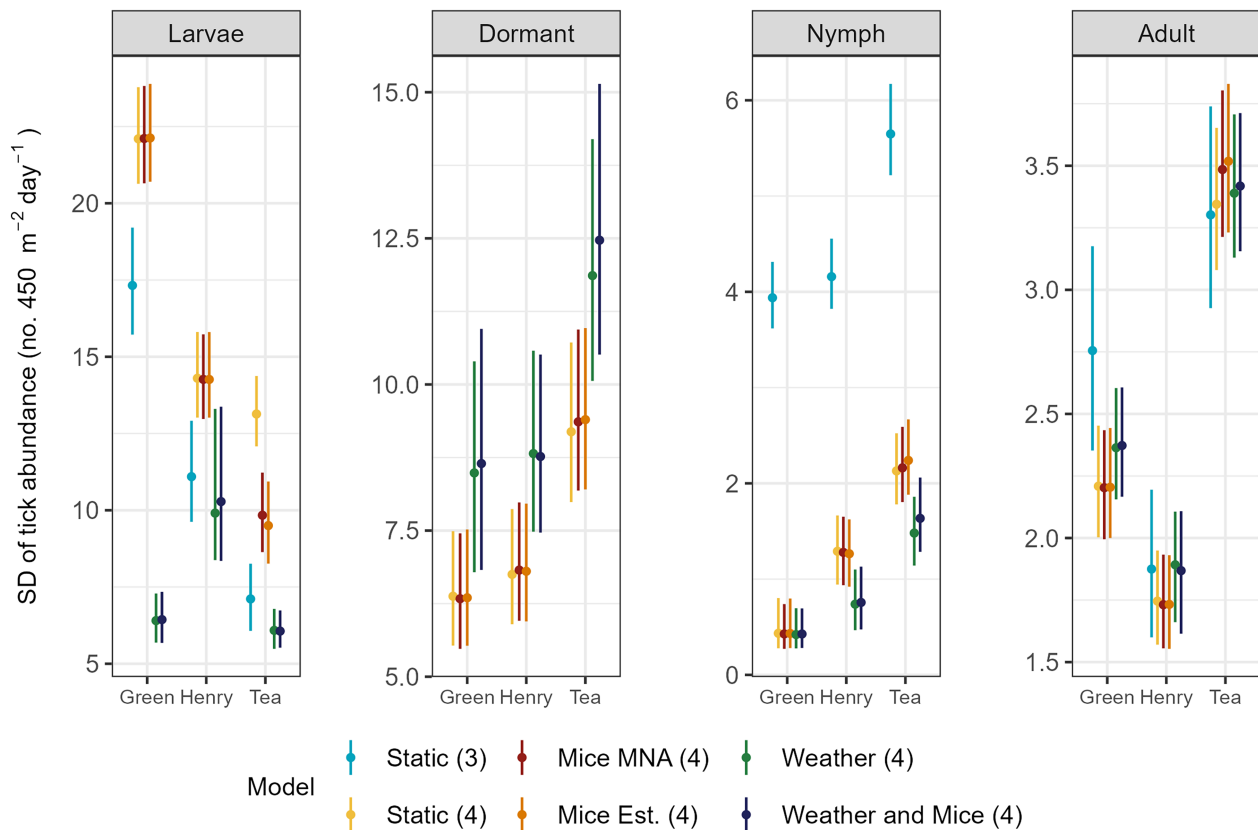 Larvae Dormant Nymph Adult
SD of tick abundance (no. 450 m⁻² day⁻¹ )
20
15
10
5
Green Henry Tea
15.0
12.5
10.0
7.5
5.0
Green Henry Tea
6
4
2
0
Green Henry Tea
3.5
3.0
2.5
2.0
1.5
Green Henry Tea
Model
Static (3) Mice MNA (4) Weather (4)
Static (4) Mice Est. (4) Weather and Mice (4)